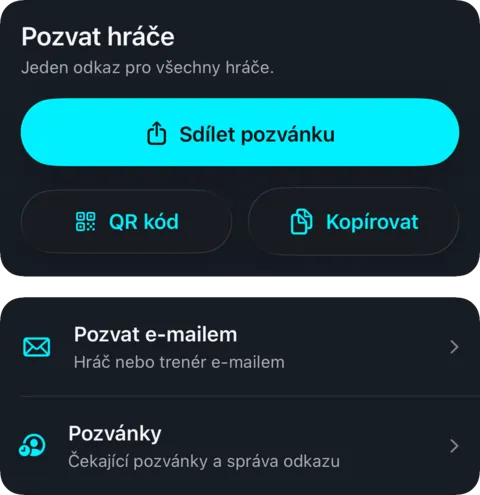 Pozvat hráče
Jeden odkaz pro všechny hráče.
Sdílet pozvánku
QR kód
Kopírovat
Pozvat e-mailem
Hráč nebo trenér e-mailem
Pozvánky
Čekající pozvánky a správa odkazu